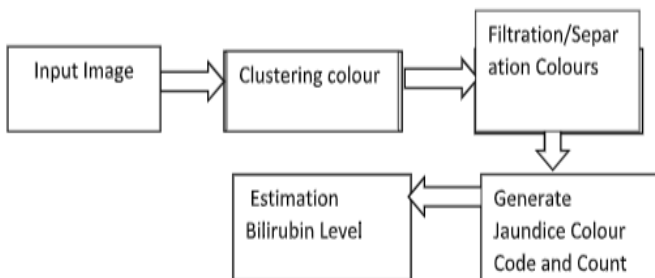 Input Image
Clustering colour
Filtration/Separ
ation Colours
Estimation
Bilirubin Level
Generate
Jaundice Colour
Code and Count